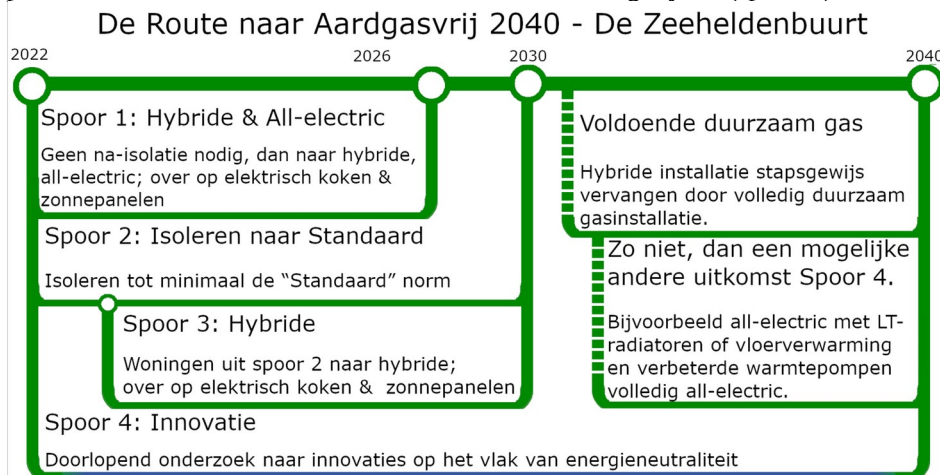 De Route naar Aardgasvrij 2040 - De Zeeheldenbuurt
2022
2026
2030
2040
Spoor 1: Hybride & All-electric
Geen na-isolatie nodig, dan naar hybride,
all-electric; over op elektrisch koken &
zonnepanelen
Spoor 2: Isoleren naar Standaard
Isoleren tot minimaal de “Standaard” norm
Spoor 3: Hybride
Woningen uit spoor 2 naar hybride;
over op elektrisch koken & zonnepanelen
Spoor 4: Innovatie
Doorlopend onderzoek naar innovaties op het vlak van energieneutraliteit
Voldoende duurzaam gas
Hybride installatie stapsgewijs
vervangen door volledig duurzaam
gasinstallatie.
Zo niet, dan een mogelijke
andere uitkomst Spoor 4.
Bijvoorbeeld all-electric met LT-
radiatoren of vloerverwarming
en verbeterde warmtepompen
volledig all-electric.